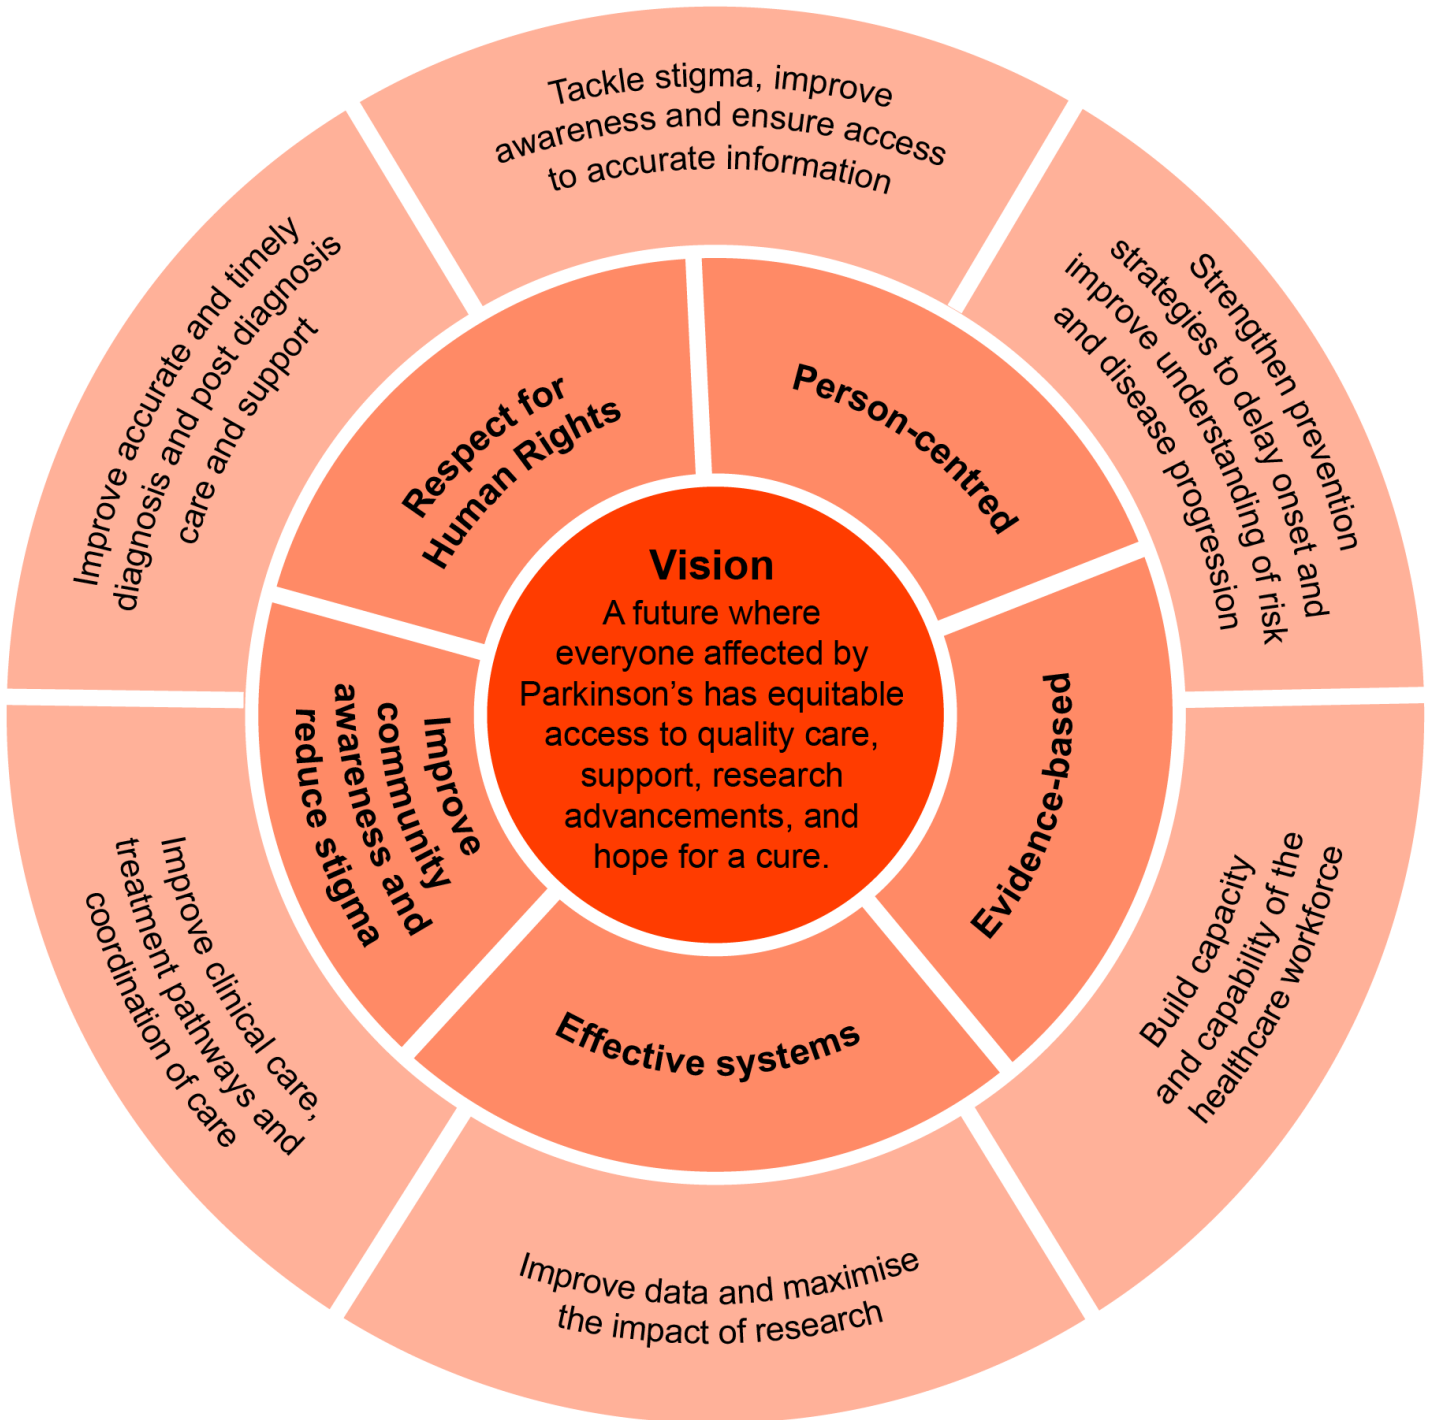 Tackle stigma, improve
awareness and ensure access
to accurate information
Strengthen prevention
strategies to delay onset and
improve understanding of risk
and disease progression
Build capacity
and capability of the
healthcare workforce
Improve data and maximise
the impact of research
Improve clinical care,
treatment pathways and
coordination of care
Improve accurate and timely
diagnosis and post diagnosis
care and support
Respect for
Human Rights
Person-centred
Evidence-based
Effective systems
Improve
community
awareness and
reduce stigma
Vision
A future where
everyone affected by
Parkinson’s has equitable
access to quality care,
support, research
advancements, and
hope for a cure.